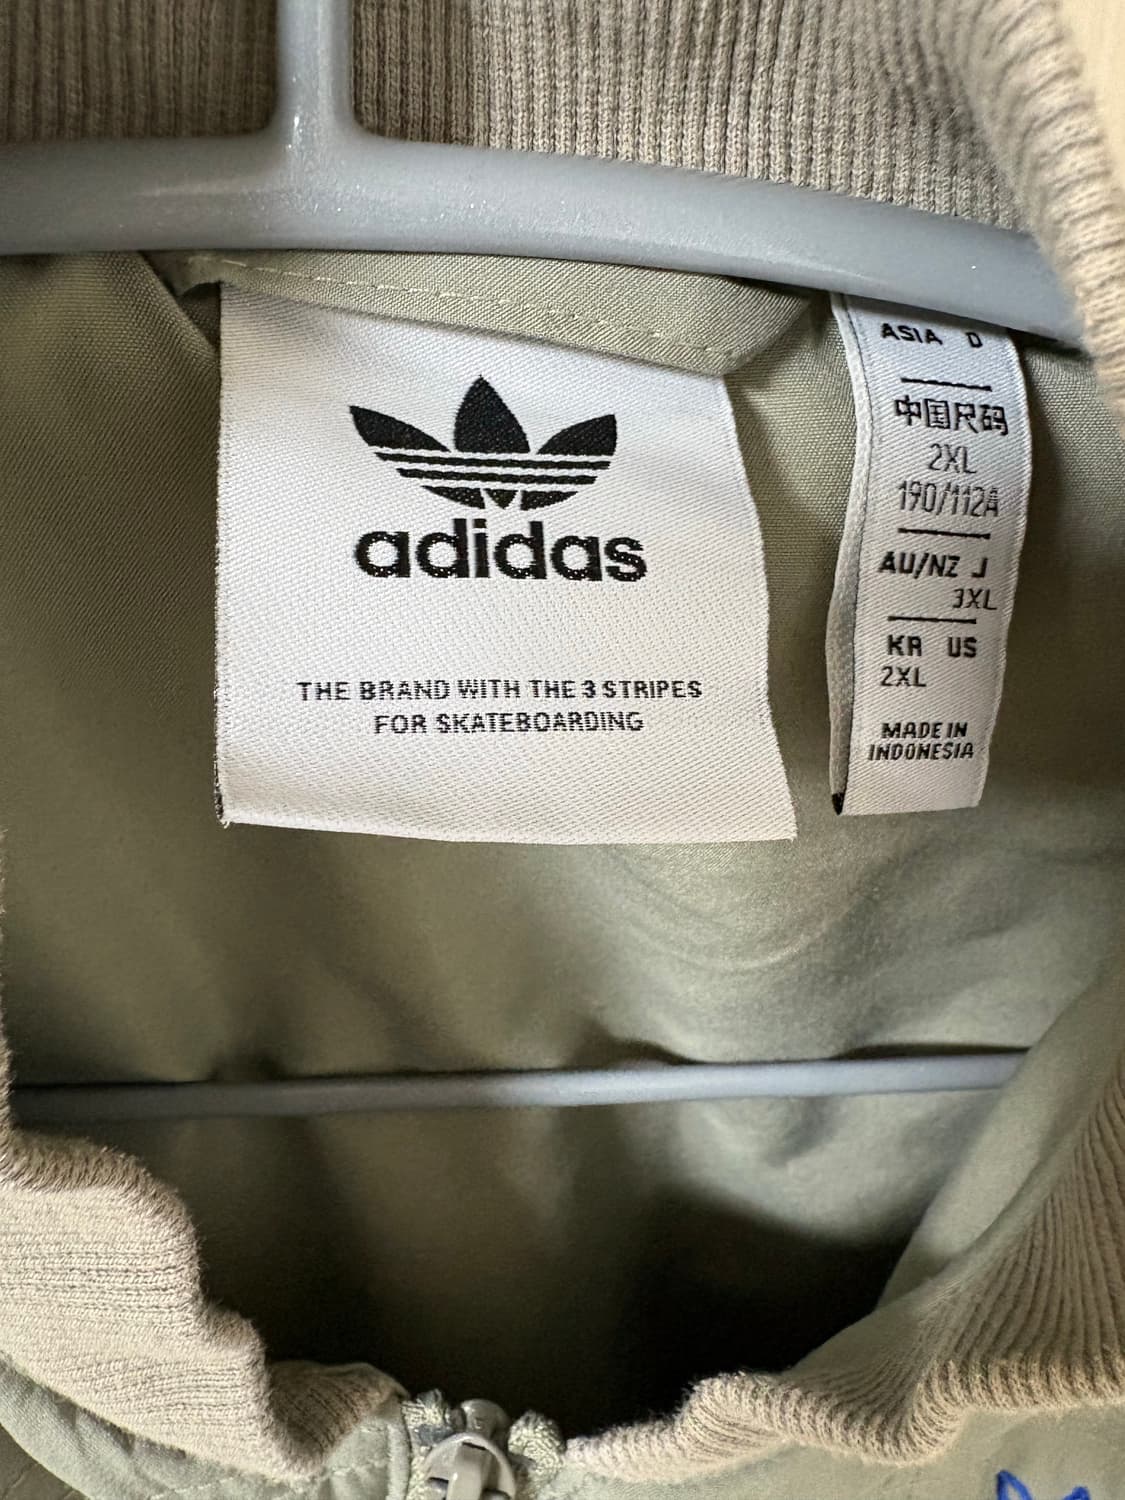 adidas
THE BRAND WITH THE 3 STRIPES
FOR SKATEBOARDING
ASIA D
中国尺码
2XL
190/112A
AU/NZ J
3XL
KR US
2XL
MADE IN
INDONESIA